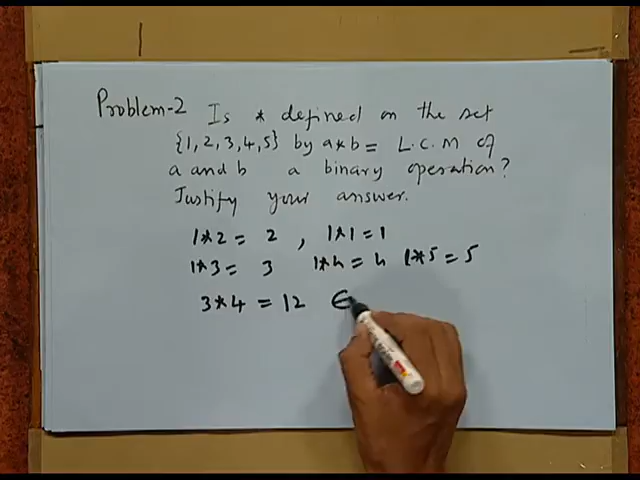 Problem-2 Is * defined on the set
{1, 2, 3, 4, 5} by a*b = L.C.M of
a and b a binary operation?
Justify your answer.
1*2 = 2 , 1*1 = 1
1*3 = 3 1*4 = 4 1*5 = 5
3*4 = 12 ∈